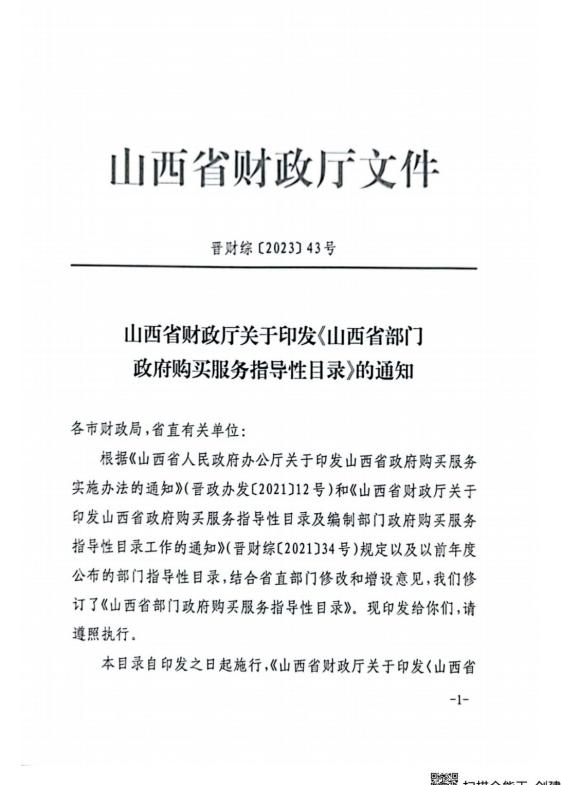 山西省财政厅文件
晋财综〔2023〕43号
山西省财政厅关于印发《山西省部门
政府购买服务指导性目录》的通知
各市财政局，省直有关单位：
根据《山西省人民政府办公厅关于印发山西省政府购买服务
实施办法的通知》（晋政办发〔2021〕12号）和《山西省财政厅关于
印发山西省政府购买服务指导性目录及编制部门政府购买服务
指导性目录工作的通知》（晋财综〔2021〕34号）规定以及以前年度
公布的部门指导性目录，结合省直部门修改和增设意见，我们修
订了《山西省部门政府购买服务指导性目录》。现印发给你们，请
遵照执行。
本目录自印发之日起施行，《山西省财政厅关于印发〈山西省
-1-